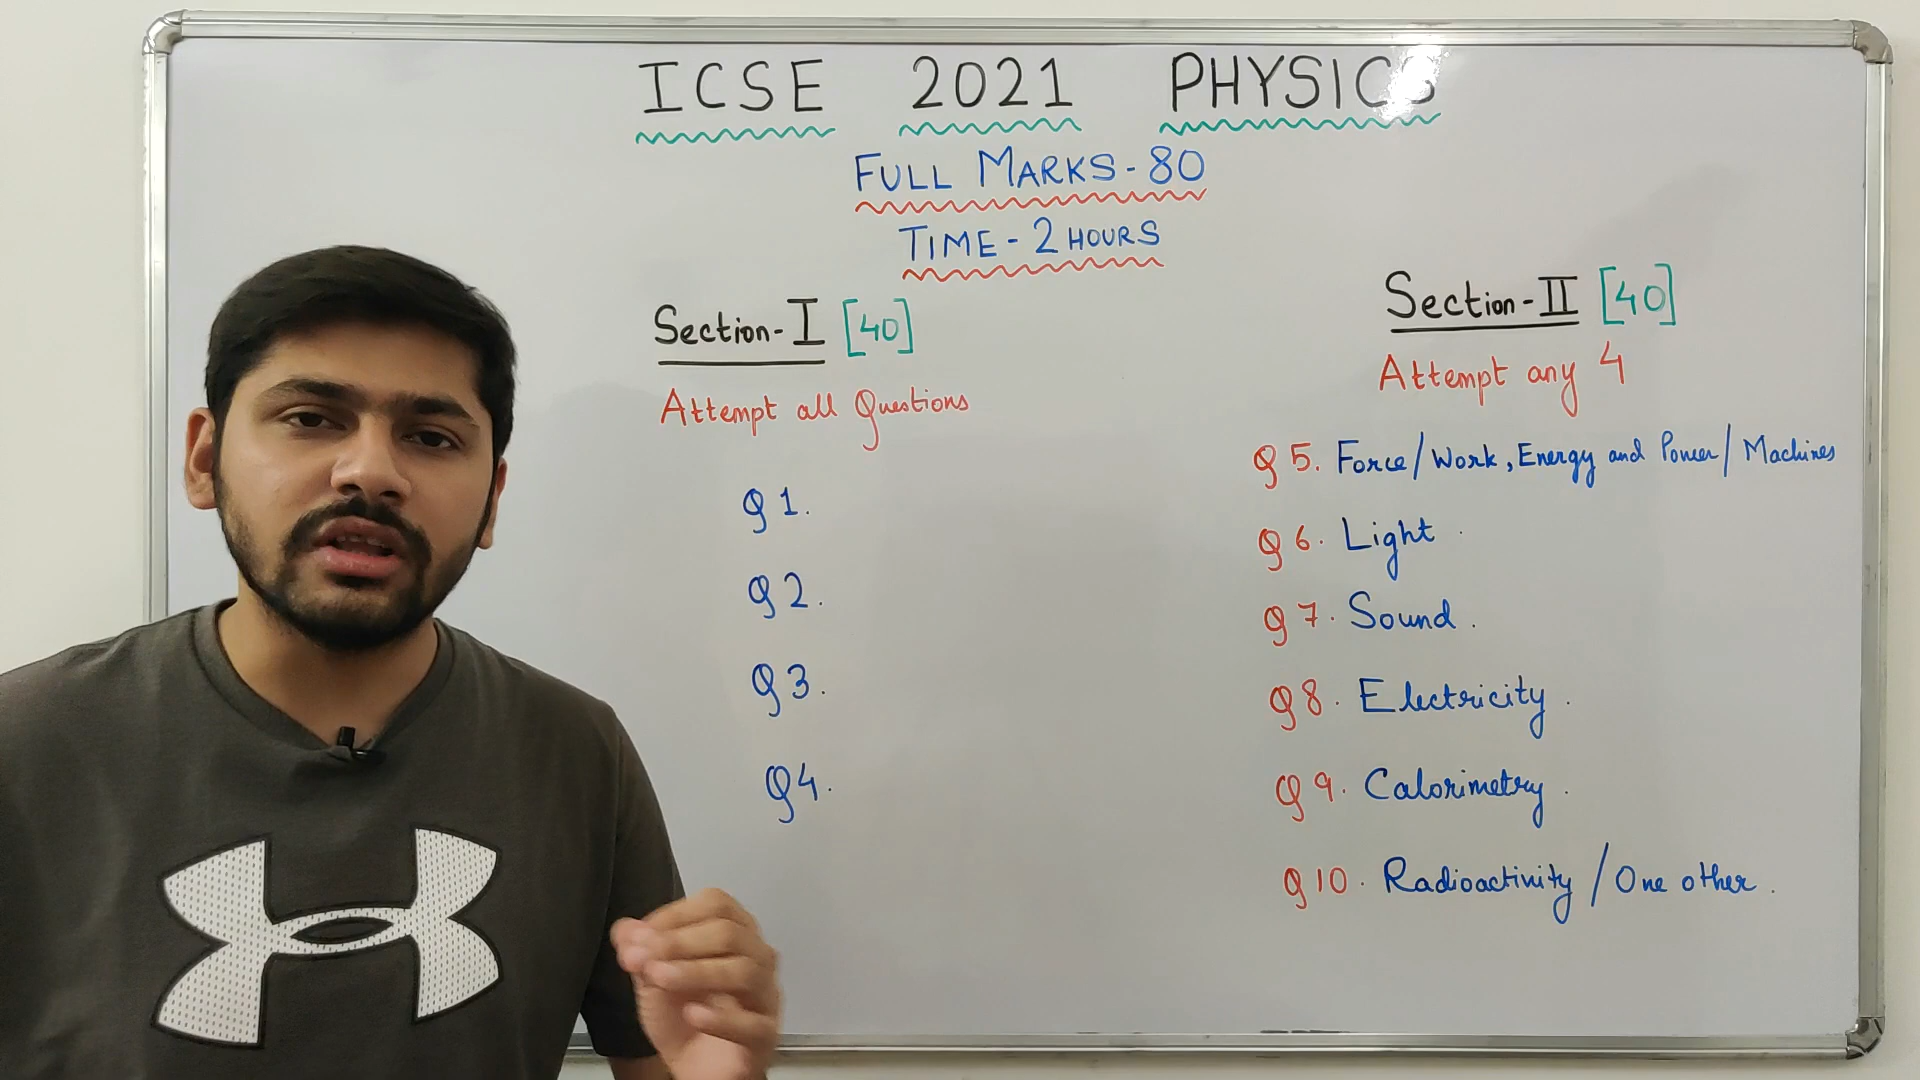 ICSE 2021 PHYSICS
FULL MARKS-80
TIME-2 HOURS
Section-I [40]
Attempt all Questions
Q 1.
Q 2.
Q 3.
Q 4.
Section-II [40]
Attempt any 4
Q 5. Force/Work, Energy and Power/Machines
Q 6. Light.
Q 7. Sound.
Q 8. Electricity.
Q 9. Calorimetry.
Q 10. Radioactivity/One other.